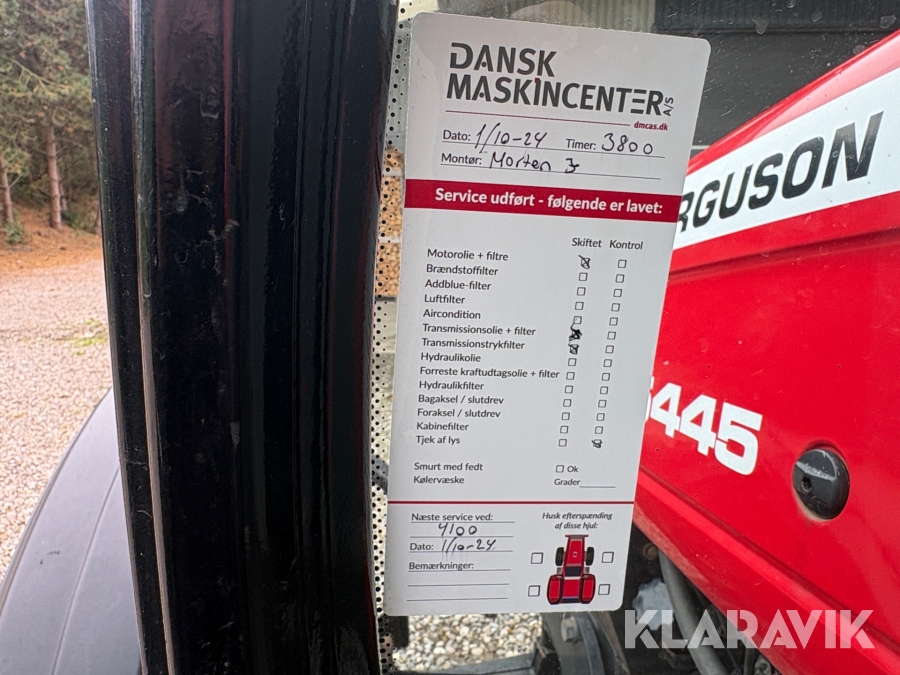 DANSK
MASKINCENTER A/S
dmcas.dk
Dato: 1/10-24 Timer: 3800
Montør: Morten J
Service udført - følgende er lavet:
Skiftet Kontrol
Motorolie + filtre
Brændstoffilter
Addblue-filter
Luftfilter
Aircondition
Transmissionsolie + filter
Transmissionstrykfilter
Hydraulikolie
Forreste kraftudtagsolie + filter
Hydraulikfilter
Bagaksel / slutdrev
Foraksel / slutdrev
Kabinefilter
Tjek af lys
Smurt med fedt Ok
Kølervæske Grader
Næste service ved:
4100
Dato: 1/10-24
Bemærkninger:
Husk efterspænding
af disse hjul:
RGUSON
5445
KLARAVIK